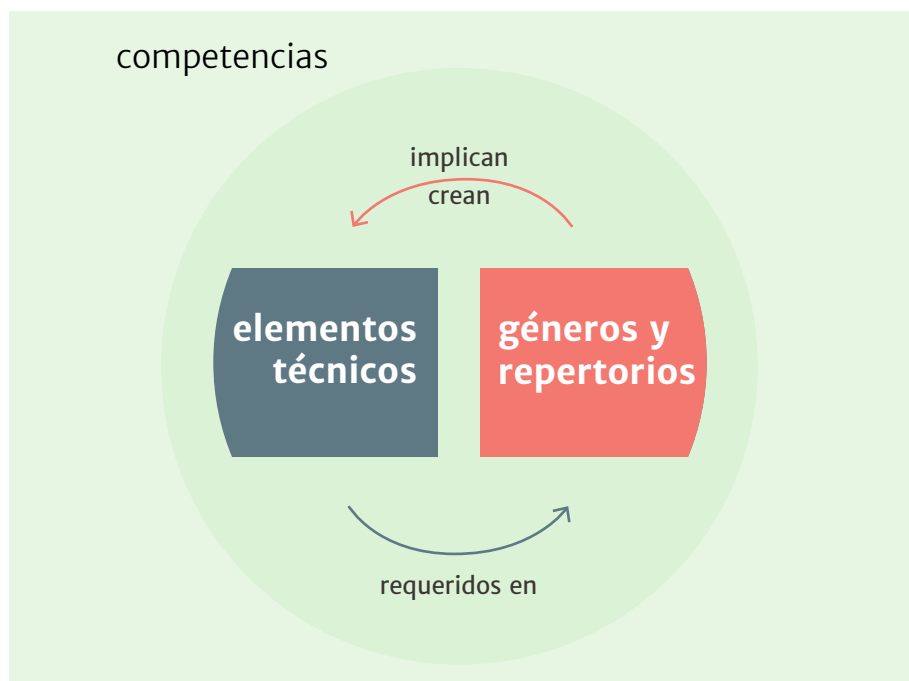 competencias
implican
crean
elementos
técnicos
géneros y
repertorios
requeridos en